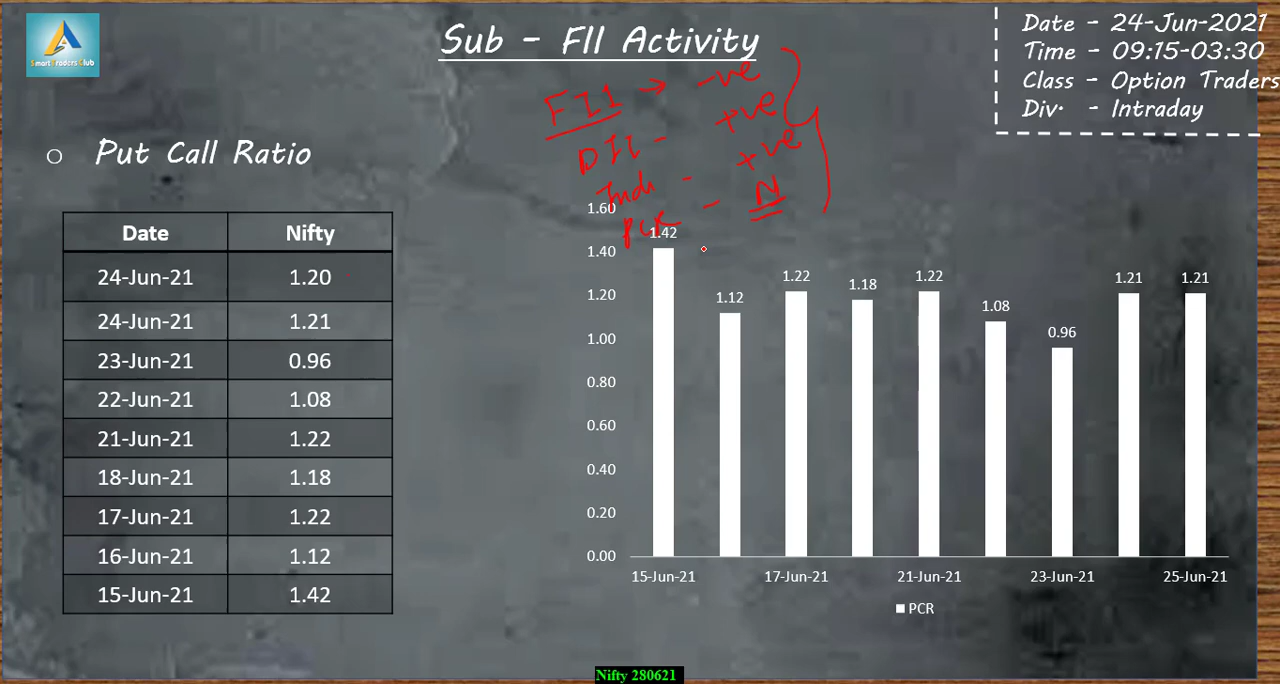 Smart Traders Club
Sub - FII Activity
Date - 24-Jun-2021
Time - 09:15-03:30
Class - Option Traders
Div. - Intraday
FII → -ve
DII - +ve
Indi - +ve
PCR - N
Put Call Ratio
Date Nifty
24-Jun-21 1.20
24-Jun-21 1.21
23-Jun-21 0.96
22-Jun-21 1.08
21-Jun-21 1.22
18-Jun-21 1.18
17-Jun-21 1.22
16-Jun-21 1.12
15-Jun-21 1.42
1.60
1.40
1.20
1.00
0.80
0.60
0.40
0.20
0.00
1.42
1.12
1.22
1.18
1.22
1.08
0.96
1.21
1.21
15-Jun-21 17-Jun-21 21-Jun-21 23-Jun-21 25-Jun-21
PCR
Nifty 280621